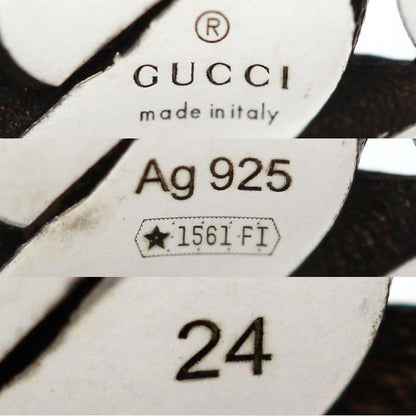 ®
GUCCI
made in italy
Ag 925
★ 1561 FI
24